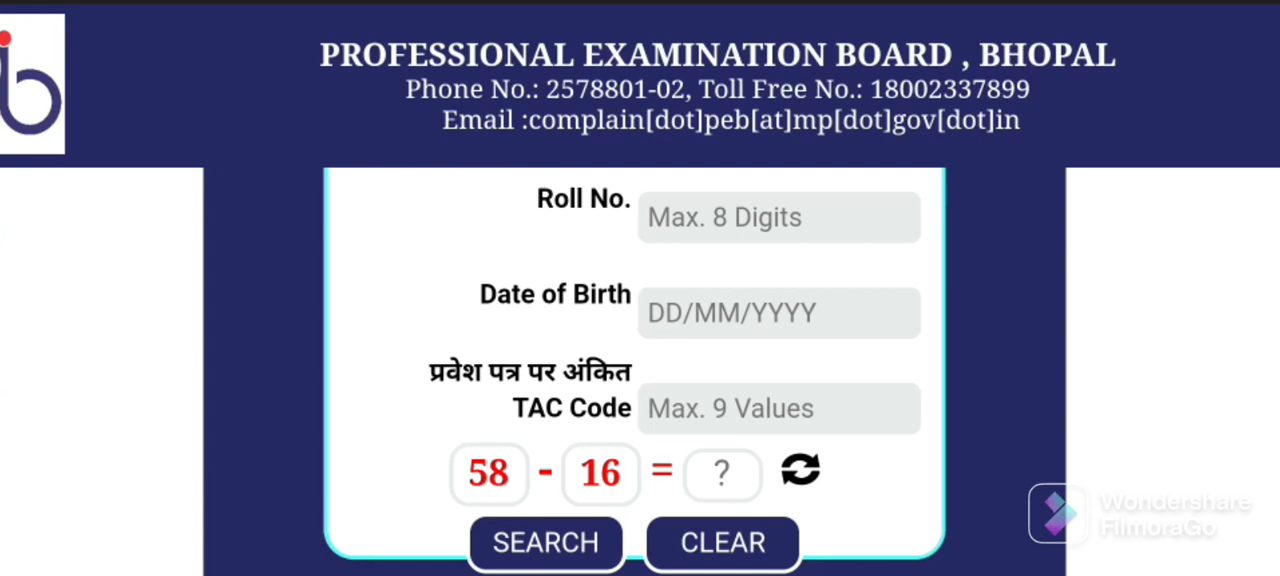 PROFESSIONAL EXAMINATION BOARD , BHOPAL
Phone No.: 2578801-02, Toll Free No.: 18002337899
Email :complain[dot]peb[at]mp[dot]gov[dot]in
Roll No. Max. 8 Digits
Date of Birth DD/MM/YYYY
प्रवेश पत्र पर अंकित
TAC Code Max. 9 Values
58 - 16 = ?
SEARCH CLEAR
Wondershare
FilmoraGo